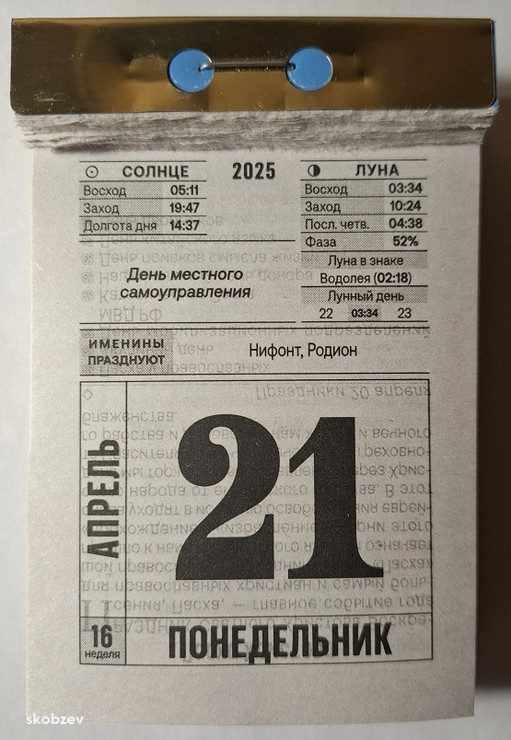 СОЛНЦЕ
Восход 05:11
Заход 19:47
Долгота дня 14:37
2025
ЛУНА
Восход 03:34
Заход 10:24
Посл. четв. 04:38
Фаза 52%
Луна в знаке
Водолея (02:18)
Лунный день
22 03:34 23
День местного
самоуправления
ИМЕНИНЫ
ПРАЗДНУЮТ
Нифонт, Родион
АПРЕЛЬ
21
16
неделя
ПОНЕДЕЛЬНИК
skobzev